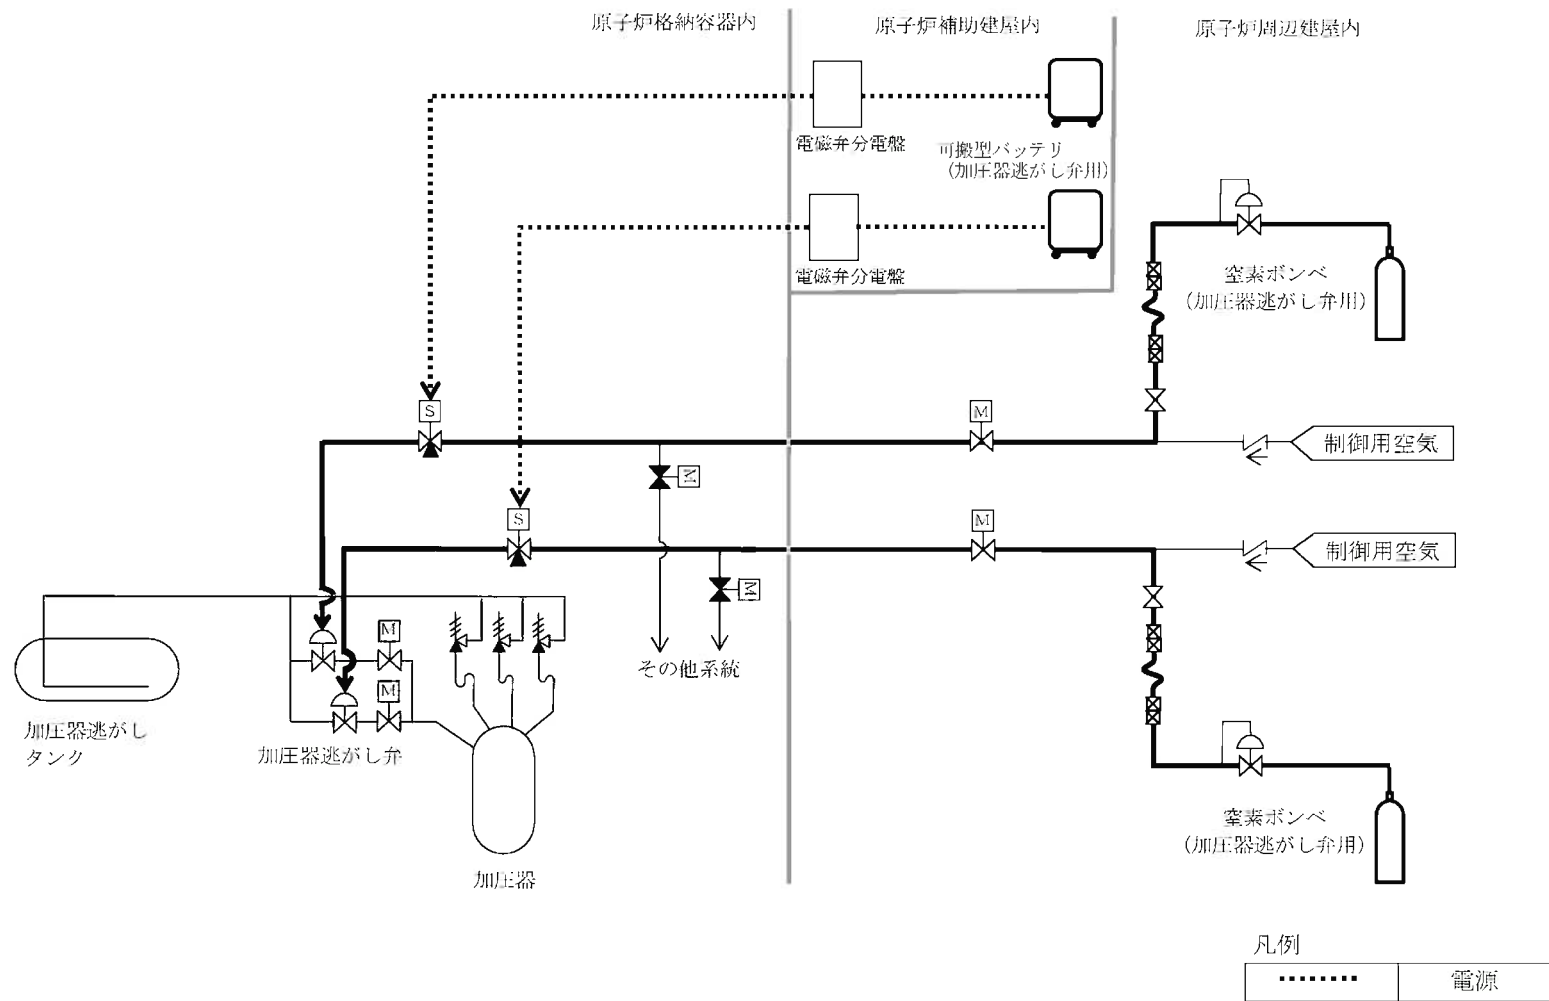 原子炉格納容器内
原子炉補助建屋内
原子炉周辺建屋内
電磁弁分電盤
可搬型バッテリ
(加圧器逃がし弁用)
電磁弁分電盤
窒素ボンベ
(加圧器逃がし弁用)
S
M
制御用空気
M
S
M
制御用空気
M
M
その他系統
M
加圧器逃がし
タンク
加圧器逃がし弁
加圧器
窒素ボンベ
(加圧器逃がし弁用)
凡例
電源